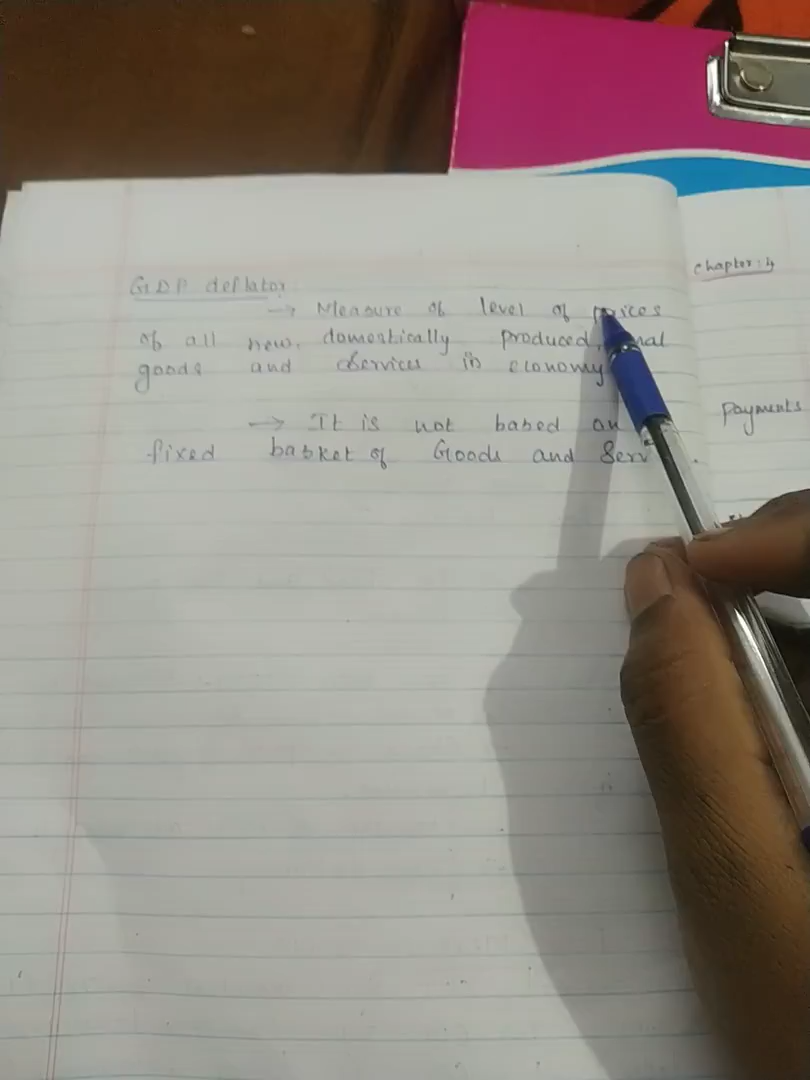 GDP deflator:
→ Measure of level of prices
of all new, domestically produced,
goods and Services in economy
→ It is not based on
fixed basket of Goods and
chapter: 4
payments